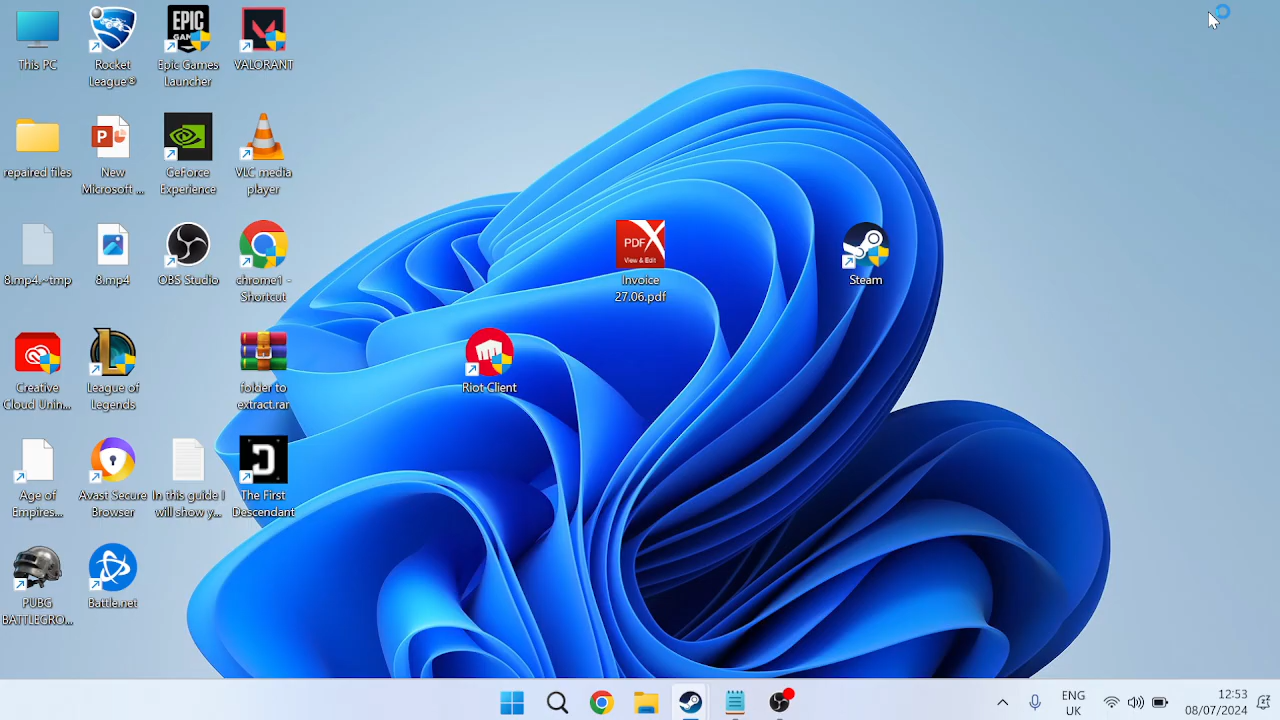 This PC
Rocket
League®
EPIC
GAMES
Epic Games
Launcher
VALORANT
repaired files
P
New
Microsoft ...
GeForce
Experience
VLC media
player
8.mp4.~tmp
8.mp4
OBS Studio
chrome1 -
Shortcut
PDF
View & Edit
Invoice
27.06.pdf
Steam
Creative
Cloud Unin...
League of
Legends
folder to
extract.rar
Riot Client
Age of
Empires...
Avast Secure
Browser
In this guide I
will show y...
The First
Descendant
PUBG
BATTLEGRO...
Battle.net
ENG
UK
12:53
08/07/2024